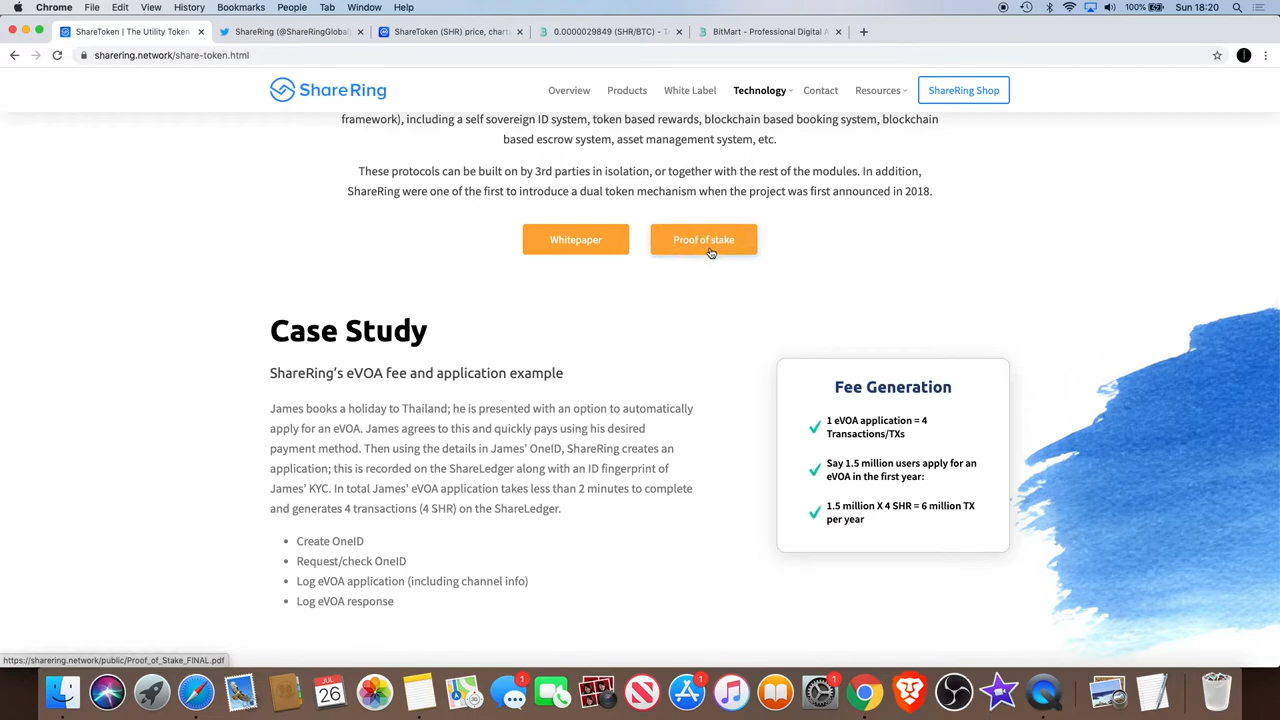 Chrome File Edit View History Bookmarks People Tab Window Help 100% Sun 18:20
ShareToken | The Utility Token ShareRing (@ShareRingGlobal ShareToken (SHR) price, chart 0.0000029849 (SHR/BTC) - T BitMart - Professional Digital A
sharering.network/share-token.html
ShareRing Overview Products White Label Technology Contact Resources ShareRing Shop
framework), including a self sovereign ID system, token based rewards, blockchain based booking system, blockchain
based escrow system, asset management system, etc.
These protocols can be built on by 3rd parties in isolation, or together with the rest of the modules. In addition,
ShareRing were one of the first to introduce a dual token mechanism when the project was first announced in 2018.
Whitepaper Proof of stake
Case Study
ShareRing's eVOA fee and application example
James books a holiday to Thailand; he is presented with an option to automatically
apply for an eVOA. James agrees to this and quickly pays using his desired
payment method. Then using the details in James' OneID, ShareRing creates an
application; this is recorded on the ShareLedger along with an ID fingerprint of
James' KYC. In total James' eVOA application takes less than 2 minutes to complete
and generates 4 transactions (4 SHR) on the ShareLedger.
Create OneID
Request/check OneID
Log eVOA application (including channel info)
Log eVOA response
Fee Generation
1 eVOA application = 4
Transactions/TXs
Say 1.5 million users apply for an
eVOA in the first year:
1.5 million X 4 SHR = 6 million TX
per year
https://sharering.network/public/Proof_of_Stake_FINAL.pdf
JUL
26
1
1
1